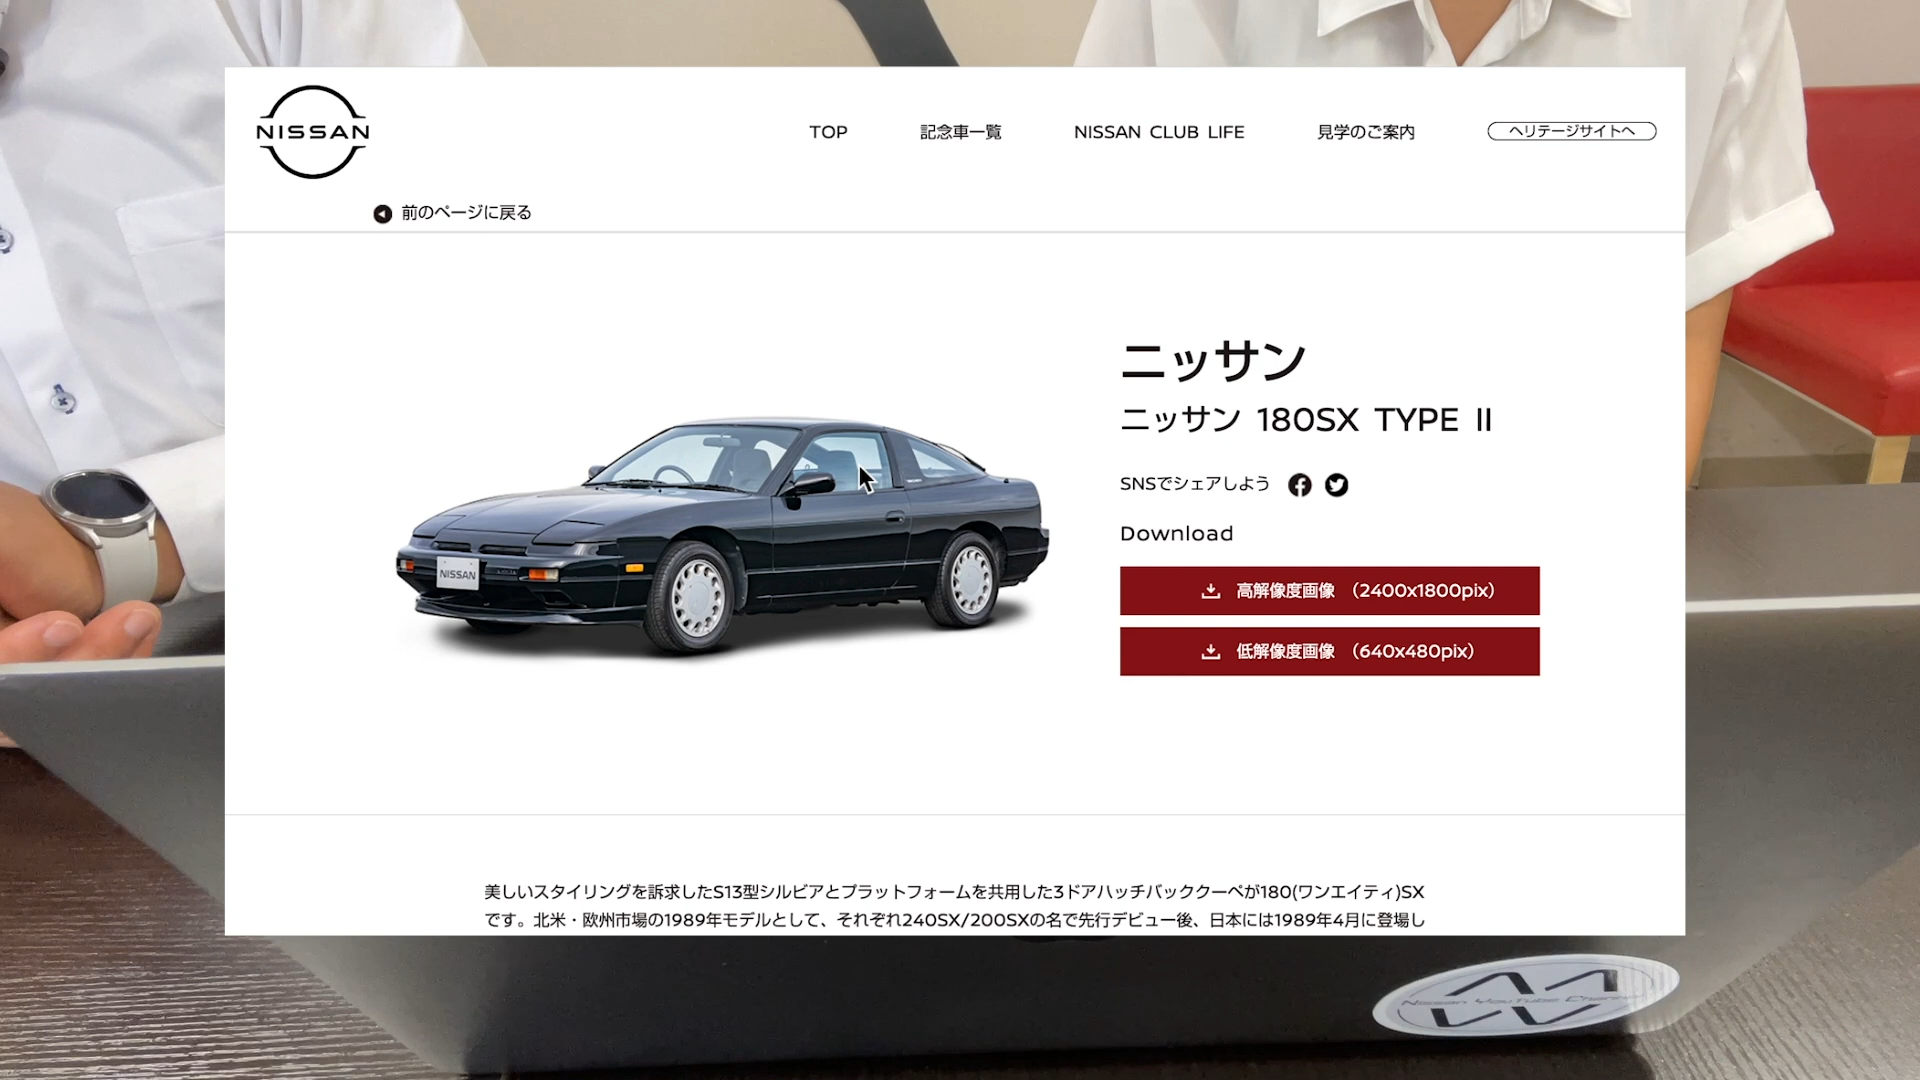 NISSAN
TOP 記念車一覧 NISSAN CLUB LIFE 見学のご案内 ヘリテージサイトへ
前のページに戻る
ニッサン
ニッサン 180SX TYPE II
SNSでシェアしよう
Download
NISSAN
高解像度画像 (2400x1800pix)
低解像度画像 (640x480pix)
美しいスタイリングを訴求したS13型シルビアとプラットフォームを共用した3ドアハッチバッククーペが180(ワンエイティ)SX
です。北米・欧州市場の1989年モデルとして、それぞれ240SX/200SXの名で先行デビュー後、日本には1989年4月に登場し
Nissan YouTube